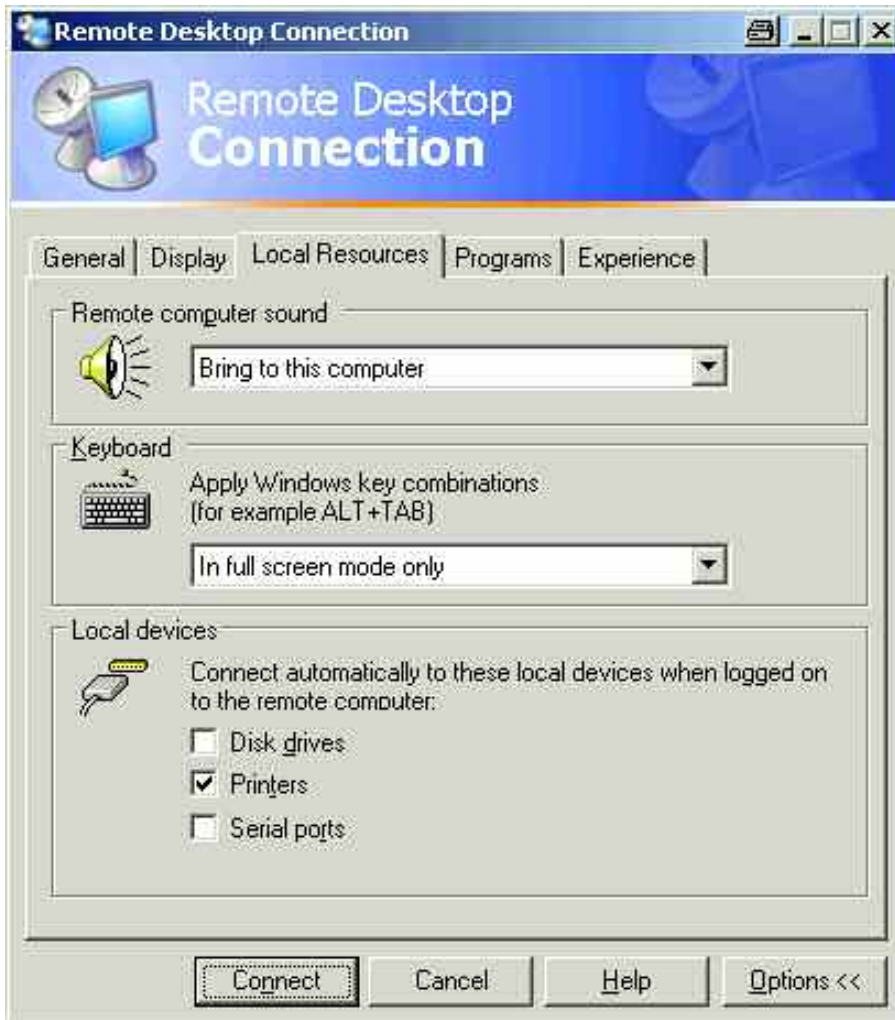 Remote Desktop Connection
Remote Desktop
Connection
General
Display
Local Resources
Programs
Experience
Remote computer sound
Bring to this computer
Keyboard
Apply Windows key combinations
(for example ALT+TAB)
In full screen mode only
Local devices
Connect automatically to these local devices when logged on
to the remote computer:
Disk drives
Printers
Serial ports
Connect
Cancel
Help
Options <<